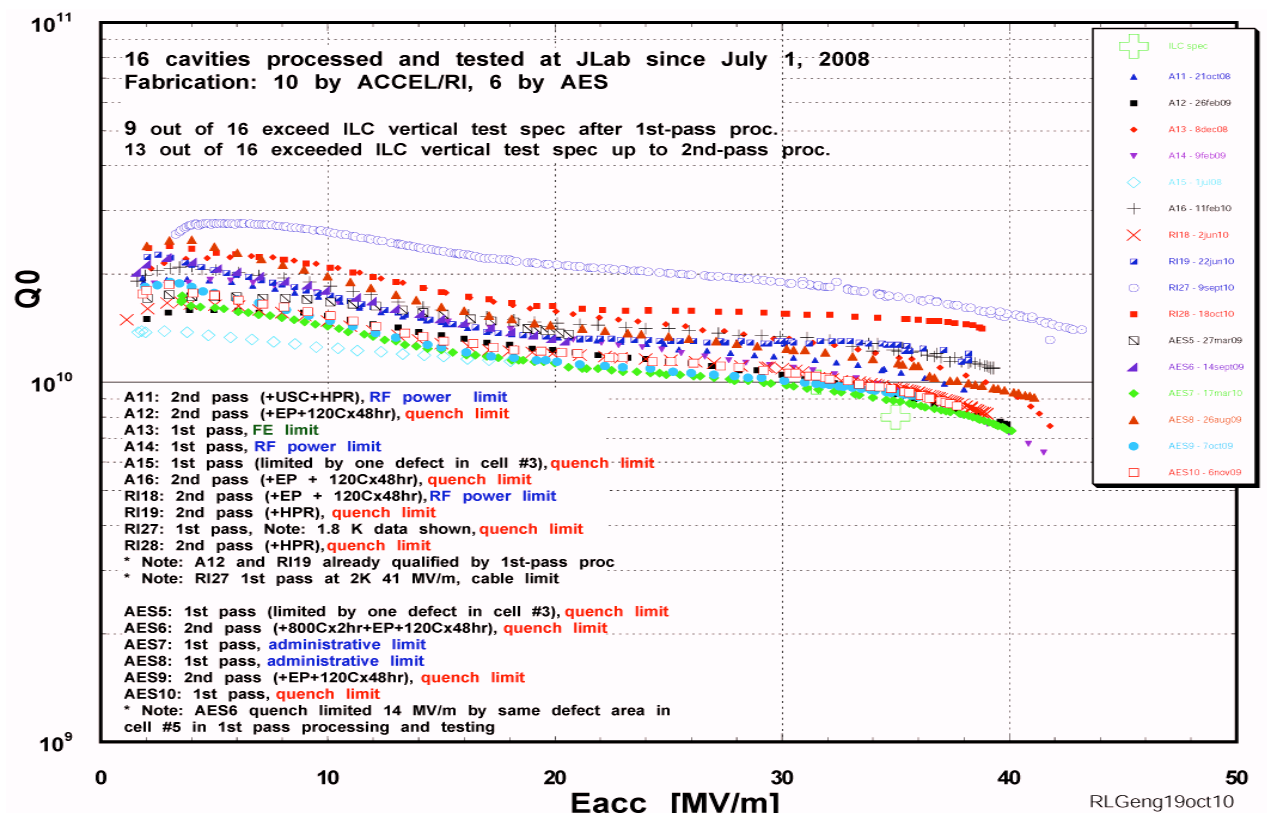 10¹¹
16 cavities processed and tested at JLab since July 1, 2008
Fabrication: 10 by ACCEL/RI, 6 by AES
9 out of 16 exceed ILC vertical test spec after 1st-pass proc.
13 out of 16 exceeded ILC vertical test spec up to 2nd-pass proc.
ILC spec
A11 - 21oct08
A12 - 26feb09
A13 - 8dec08
A14 - 9feb09
A15 - 1jul08
A16 - 11feb10
RI18 - 2jun10
RI19 - 22jun10
RI27 - 9sept10
RI28 - 18oct10
AES5 - 27mar09
AES6 - 14sept09
AES7 - 17mar10
AES8 - 26aug09
AES9 - 7oct09
AES10 - 6nov09
Q0
10¹⁰
A11: 2nd pass (+USC+HPR), RF power limit
A12: 2nd pass (+EP+120Cx48hr), quench limit
A13: 1st pass, FE limit
A14: 1st pass, RF power limit
A15: 1st pass (limited by one defect in cell #3), quench limit
A16: 2nd pass (+EP + 120Cx48hr), quench limit
RI18: 2nd pass (+EP + 120Cx48hr), RF power limit
RI19: 2nd pass (+HPR), quench limit
RI27: 1st pass, Note: 1.8 K data shown, quench limit
RI28: 2nd pass (+HPR), quench limit
* Note: A12 and RI19 already qualified by 1st-pass proc
* Note: RI27 1st pass at 2K 41 MV/m, cable limit
AES5: 1st pass (limited by one defect in cell #3), quench limit
AES6: 2nd pass (+800Cx2hr+EP+120Cx48hr), quench limit
AES7: 1st pass, administrative limit
AES8: 1st pass, administrative limit
AES9: 2nd pass (+EP+120Cx48hr), quench limit
AES10: 1st pass, quench limit
* Note: AES6 quench limited 14 MV/m by same defect area in
cell #5 in 1st pass processing and testing
10⁹
0 10 20 30 40 50
Eacc [MV/m]
RLGeng19oct10